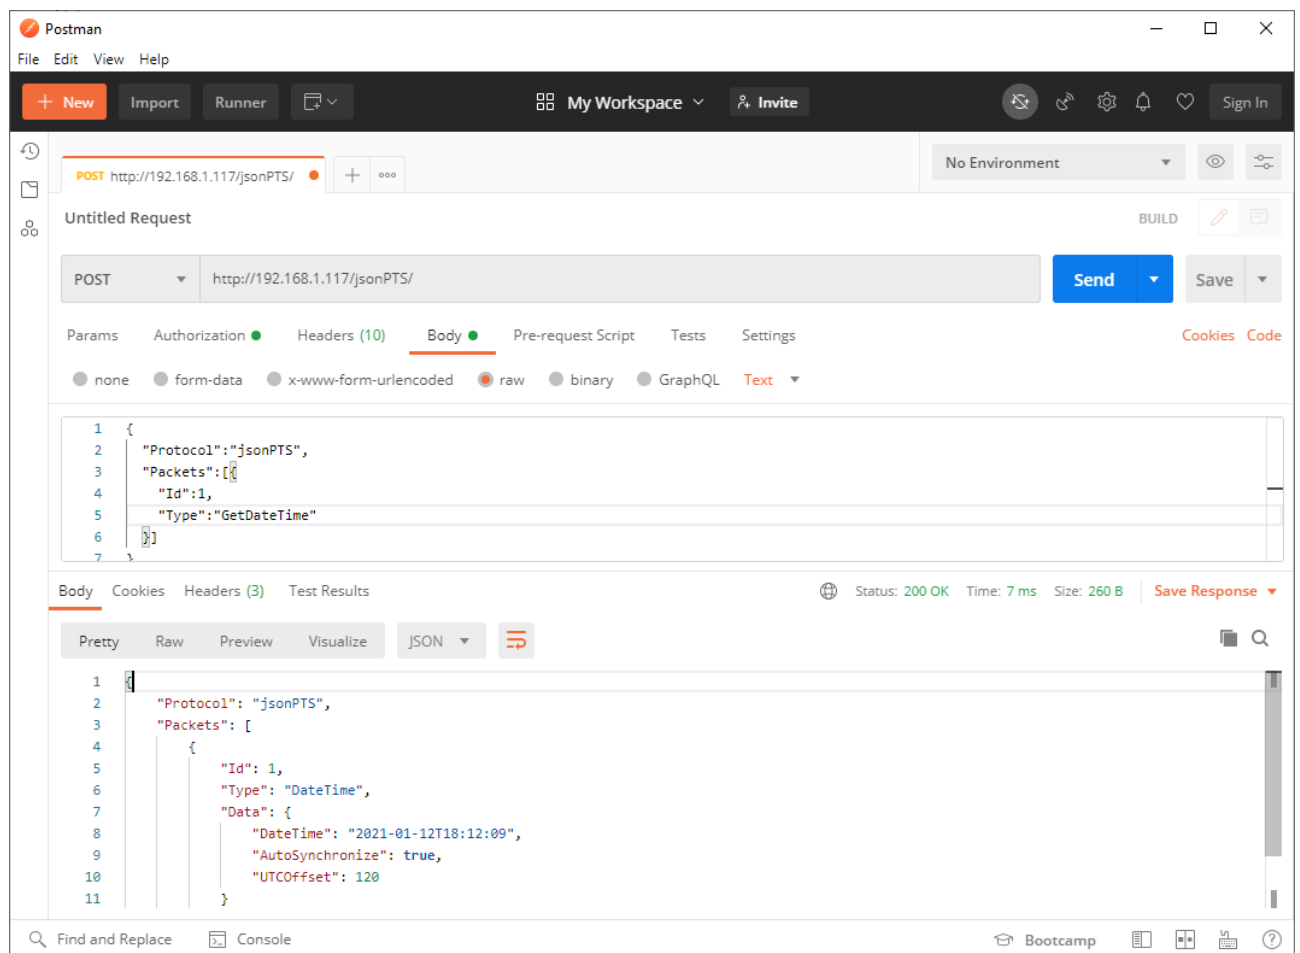 Postman
File Edit View Help
New Import Runner My Workspace Invite Sign In
POST http://192.168.1.117/jsonPTS/ No Environment
Untitled Request BUILD
POST http://192.168.1.117/jsonPTS/ Send Save
Params Authorization Headers (10) Body Pre-request Script Tests Settings Cookies Code
none form-data x-www-form-urlencoded raw binary GraphQL Text
1 {
2 "Protocol":"jsonPTS",
3 "Packets":[{
4 "Id":1,
5 "Type":"GetDateTime"
6 }]
7 }
Body Cookies Headers (3) Test Results Status: 200 OK Time: 7 ms Size: 260 B Save Response
Pretty Raw Preview Visualize JSON
1 {
2 "Protocol": "jsonPTS",
3 "Packets": [
4 {
5 "Id": 1,
6 "Type": "DateTime",
7 "Data": {
8 "DateTime": "2021-01-12T18:12:09",
9 "AutoSynchronize": true,
10 "UTCOffset": 120
11 }
Find and Replace Console Bootcamp